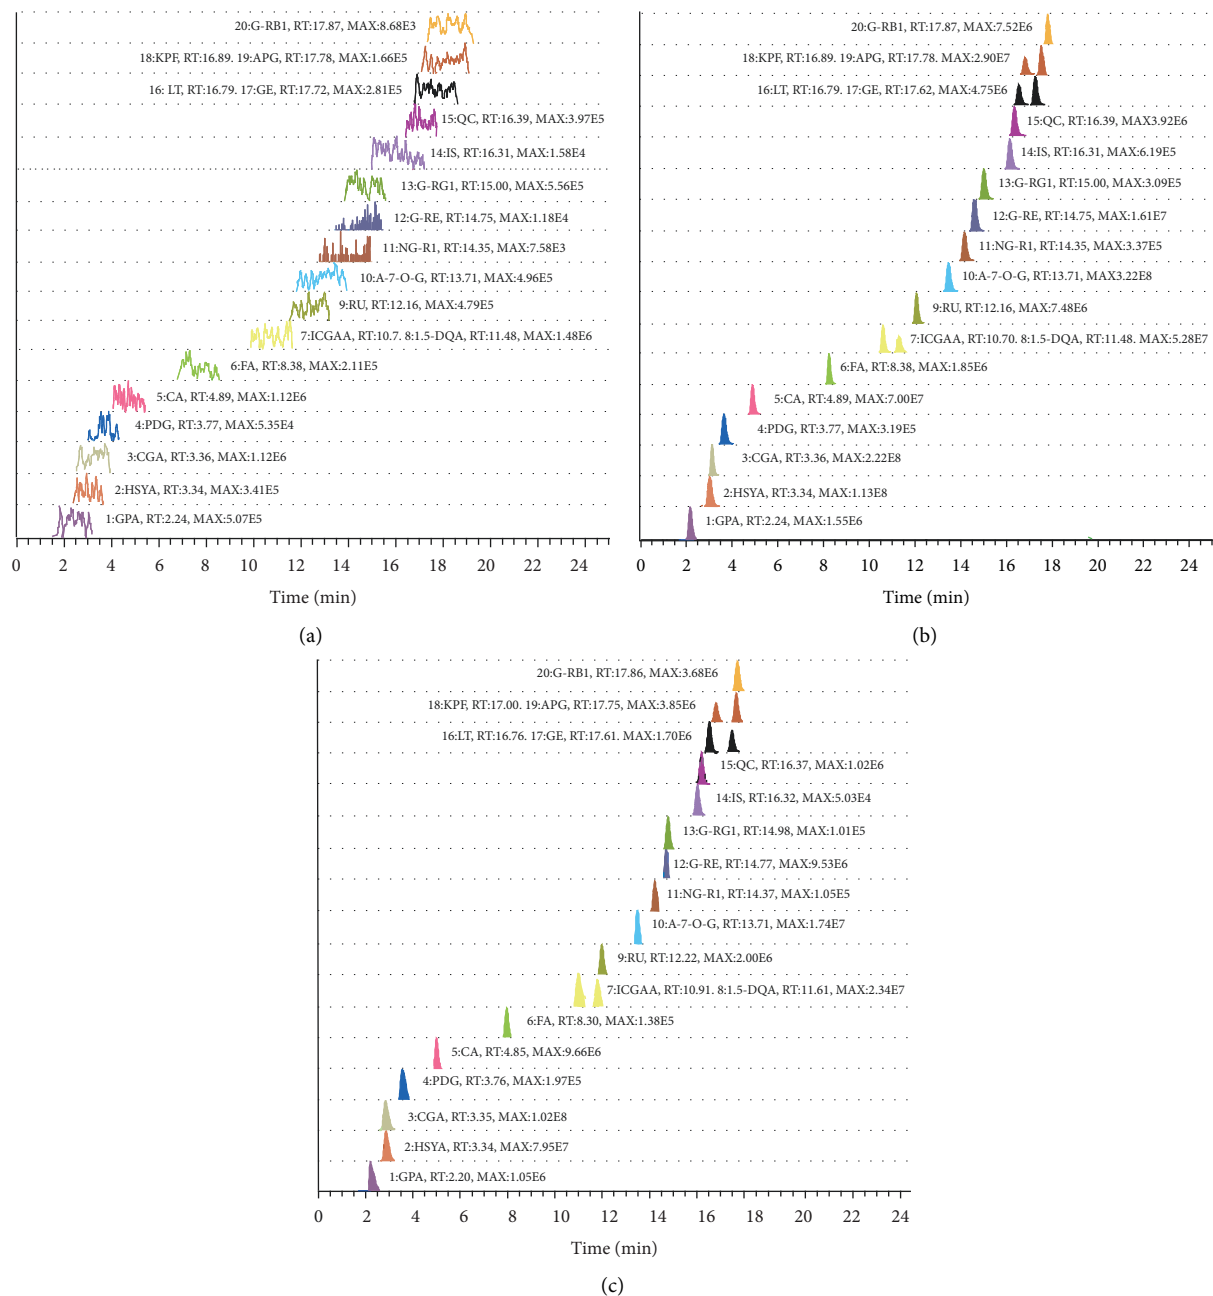 20:G-RB1, RT:17.87, MAX:8.68E3
18:KPF, RT:16.89. 19:APG, RT:17.78, MAX:1.66E5
16: LT, RT:16.79. 17:GE, RT:17.72, MAX:2.81E5
15:QC, RT:16.39, MAX:3.97E5
14:IS, RT:16.31, MAX:1.58E4
13:G-RG1, RT:15.00, MAX:5.56E5
12:G-RE, RT:14.75, MAX:1.18E4
11:NG-R1, RT:14.35, MAX:7.58E3
10:A-7-O-G, RT:13.71, MAX:4.96E5
9:RU, RT:12.16, MAX:4.79E5
7:ICGAA, RT:10.7. 8:1.5-DQA, RT:11.48, MAX:1.48E6
6:FA, RT:8.38, MAX:2.11E5
5:CA, RT:4.89, MAX:1.12E6
4:PDG, RT:3.77, MAX:5.35E4
3:CGA, RT:3.36, MAX:1.12E6
2:HSYA, RT:3.34, MAX:3.41E5
1:GPA, RT:2.24, MAX:5.07E5
0 2 4 6 8 10 12 14 16 18 20 22 24
Time (min)
(a)
20:G-RB1, RT:17.87, MAX:7.52E6
18:KPF, RT:16.89. 19:APG, RT:17.78. MAX:2.90E7
16:LT, RT:16.79. 17:GE, RT:17.62, MAX:4.75E6
15:QC, RT:16.39, MAX3.92E6
14:IS, RT:16.31, MAX:6.19E5
13:G-RG1, RT:15.00, MAX:3.09E5
12:G-RE, RT:14.75, MAX:1.61E7
11:NG-R1, RT:14.35, MAX:3.37E5
10:A-7-O-G, RT:13.71, MAX3.22E8
9:RU, RT:12.16, MAX:7.48E6
7:ICGAA, RT:10.70. 8:1.5-DQA, RT:11.48. MAX:5.28E7
6:FA, RT:8.38, MAX:1.85E6
5:CA, RT:4.89, MAX:7.00E7
4:PDG, RT:3.77, MAX:3.19E5
3:CGA, RT:3.36, MAX:2.22E8
2:HSYA, RT:3.34, MAX:1.13E8
1:GPA, RT:2.24, MAX:1.55E6
0 2 4 6 8 10 12 14 16 18 20 22 24
Time (min)
(b)
20:G-RB1, RT:17.86, MAX:3.68E6
18:KPF, RT:17.00. 19:APG, RT:17.75, MAX:3.85E6
16:LT, RT:16.76. 17:GE, RT:17.61. MAX:1.70E6
15:QC, RT:16.37, MAX:1.02E6
14:IS, RT:16.32, MAX:5.03E4
13:G-RG1, RT:14.98, MAX:1.01E5
12:G-RE, RT:14.77, MAX:9.53E6
11:NG-R1, RT:14.37, MAX:1.05E5
10:A-7-O-G, RT:13.71, MAX:1.74E7
9:RU, RT:12.22, MAX:2.00E6
7:ICGAA, RT:10.91. 8:1.5-DQA, RT:11.61, MAX:2.34E7
6:FA, RT:8.30, MAX:1.38E5
5:CA, RT:4.85, MAX:9.66E6
4:PDG, RT:3.76, MAX:1.97E5
3:CGA, RT:3.35, MAX:1.02E8
2:HSYA, RT:3.34, MAX:7.95E7
1:GPA, RT:2.20, MAX:1.05E6
0 2 4 6 8 10 12 14 16 18 20 22 24
Time (min)
(c)